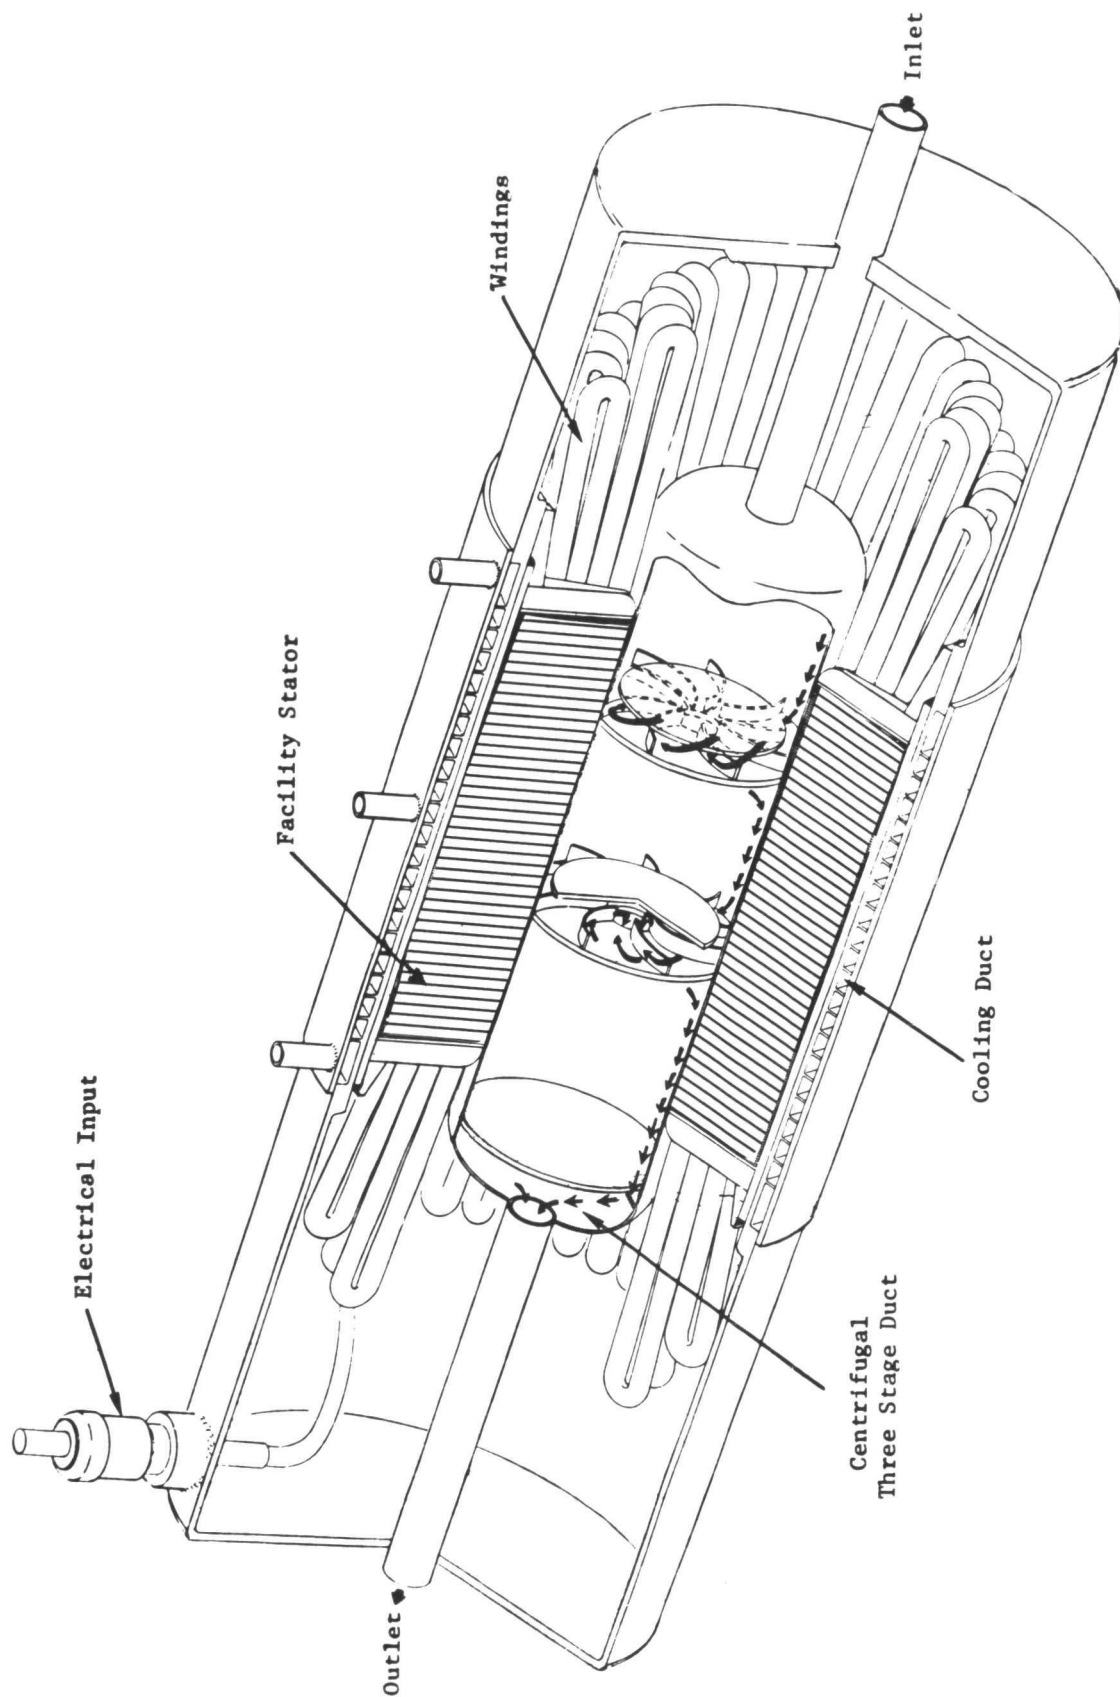 Electrical Input
Facility Stator
Windings
Inlet
Outlet
Centrifugal
Three Stage Duct
Cooling Duct